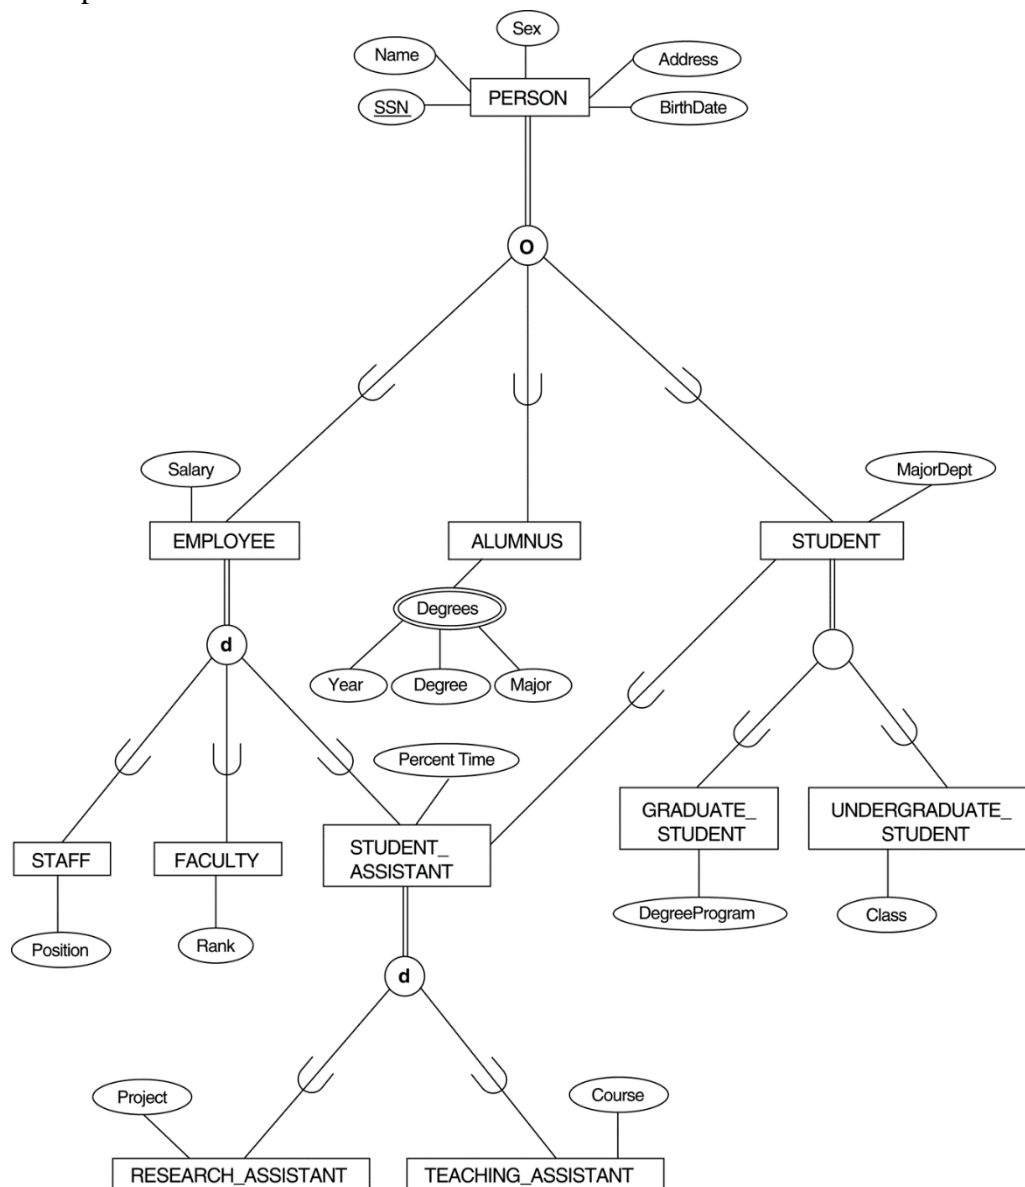 Sex
Name
Address
SSN
PERSON
BirthDate
O
Salary
MajorDept
EMPLOYEE
ALUMNUS
STUDENT
Degrees
d
Year
Degree
Major
Percent Time
GRADUATE_
STUDENT
UNDERGRADUATE_
STUDENT
STAFF
FACULTY
STUDENT_
ASSISTANT
DegreeProgram
Class
Position
Rank
d
Project
Course
RESEARCH_ASSISTANT
TEACHING_ASSISTANT